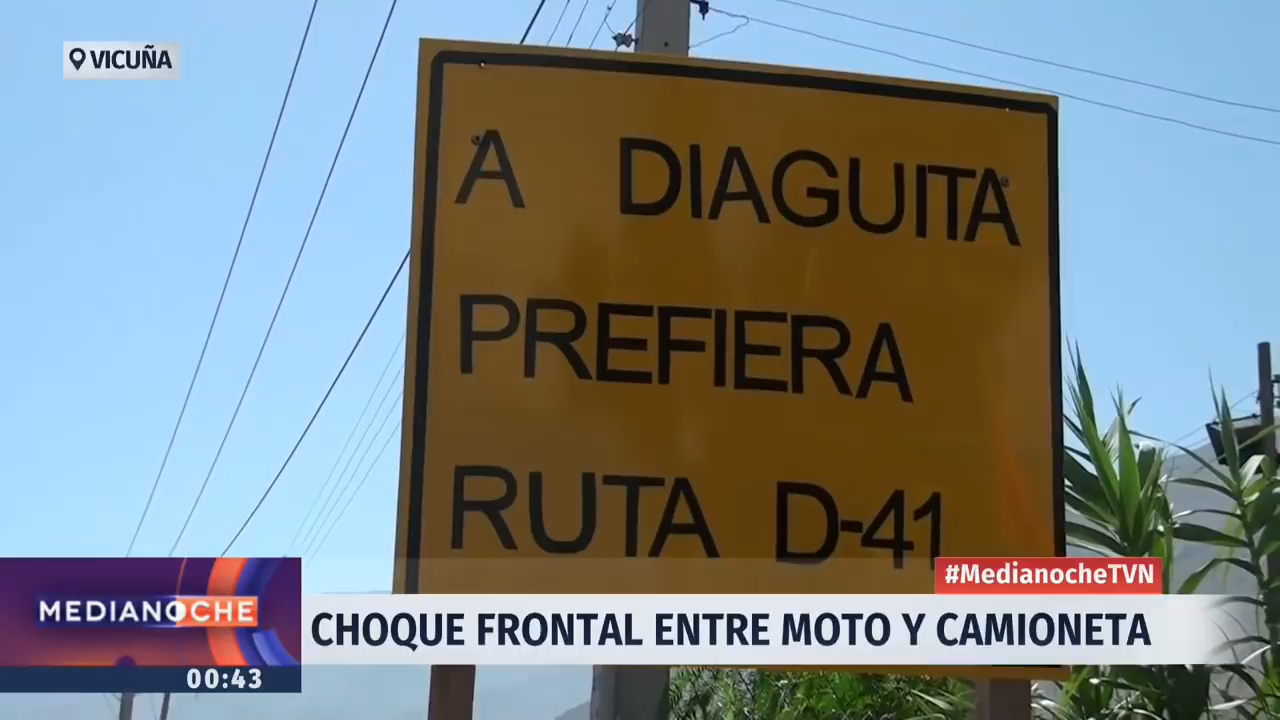 VICUÑA
A DIAGUITA
PREFIERA
RUTA D-41
#MedianocheTVN
MEDIANOCHE
CHOQUE FRONTAL ENTRE MOTO Y CAMIONETA
00:43